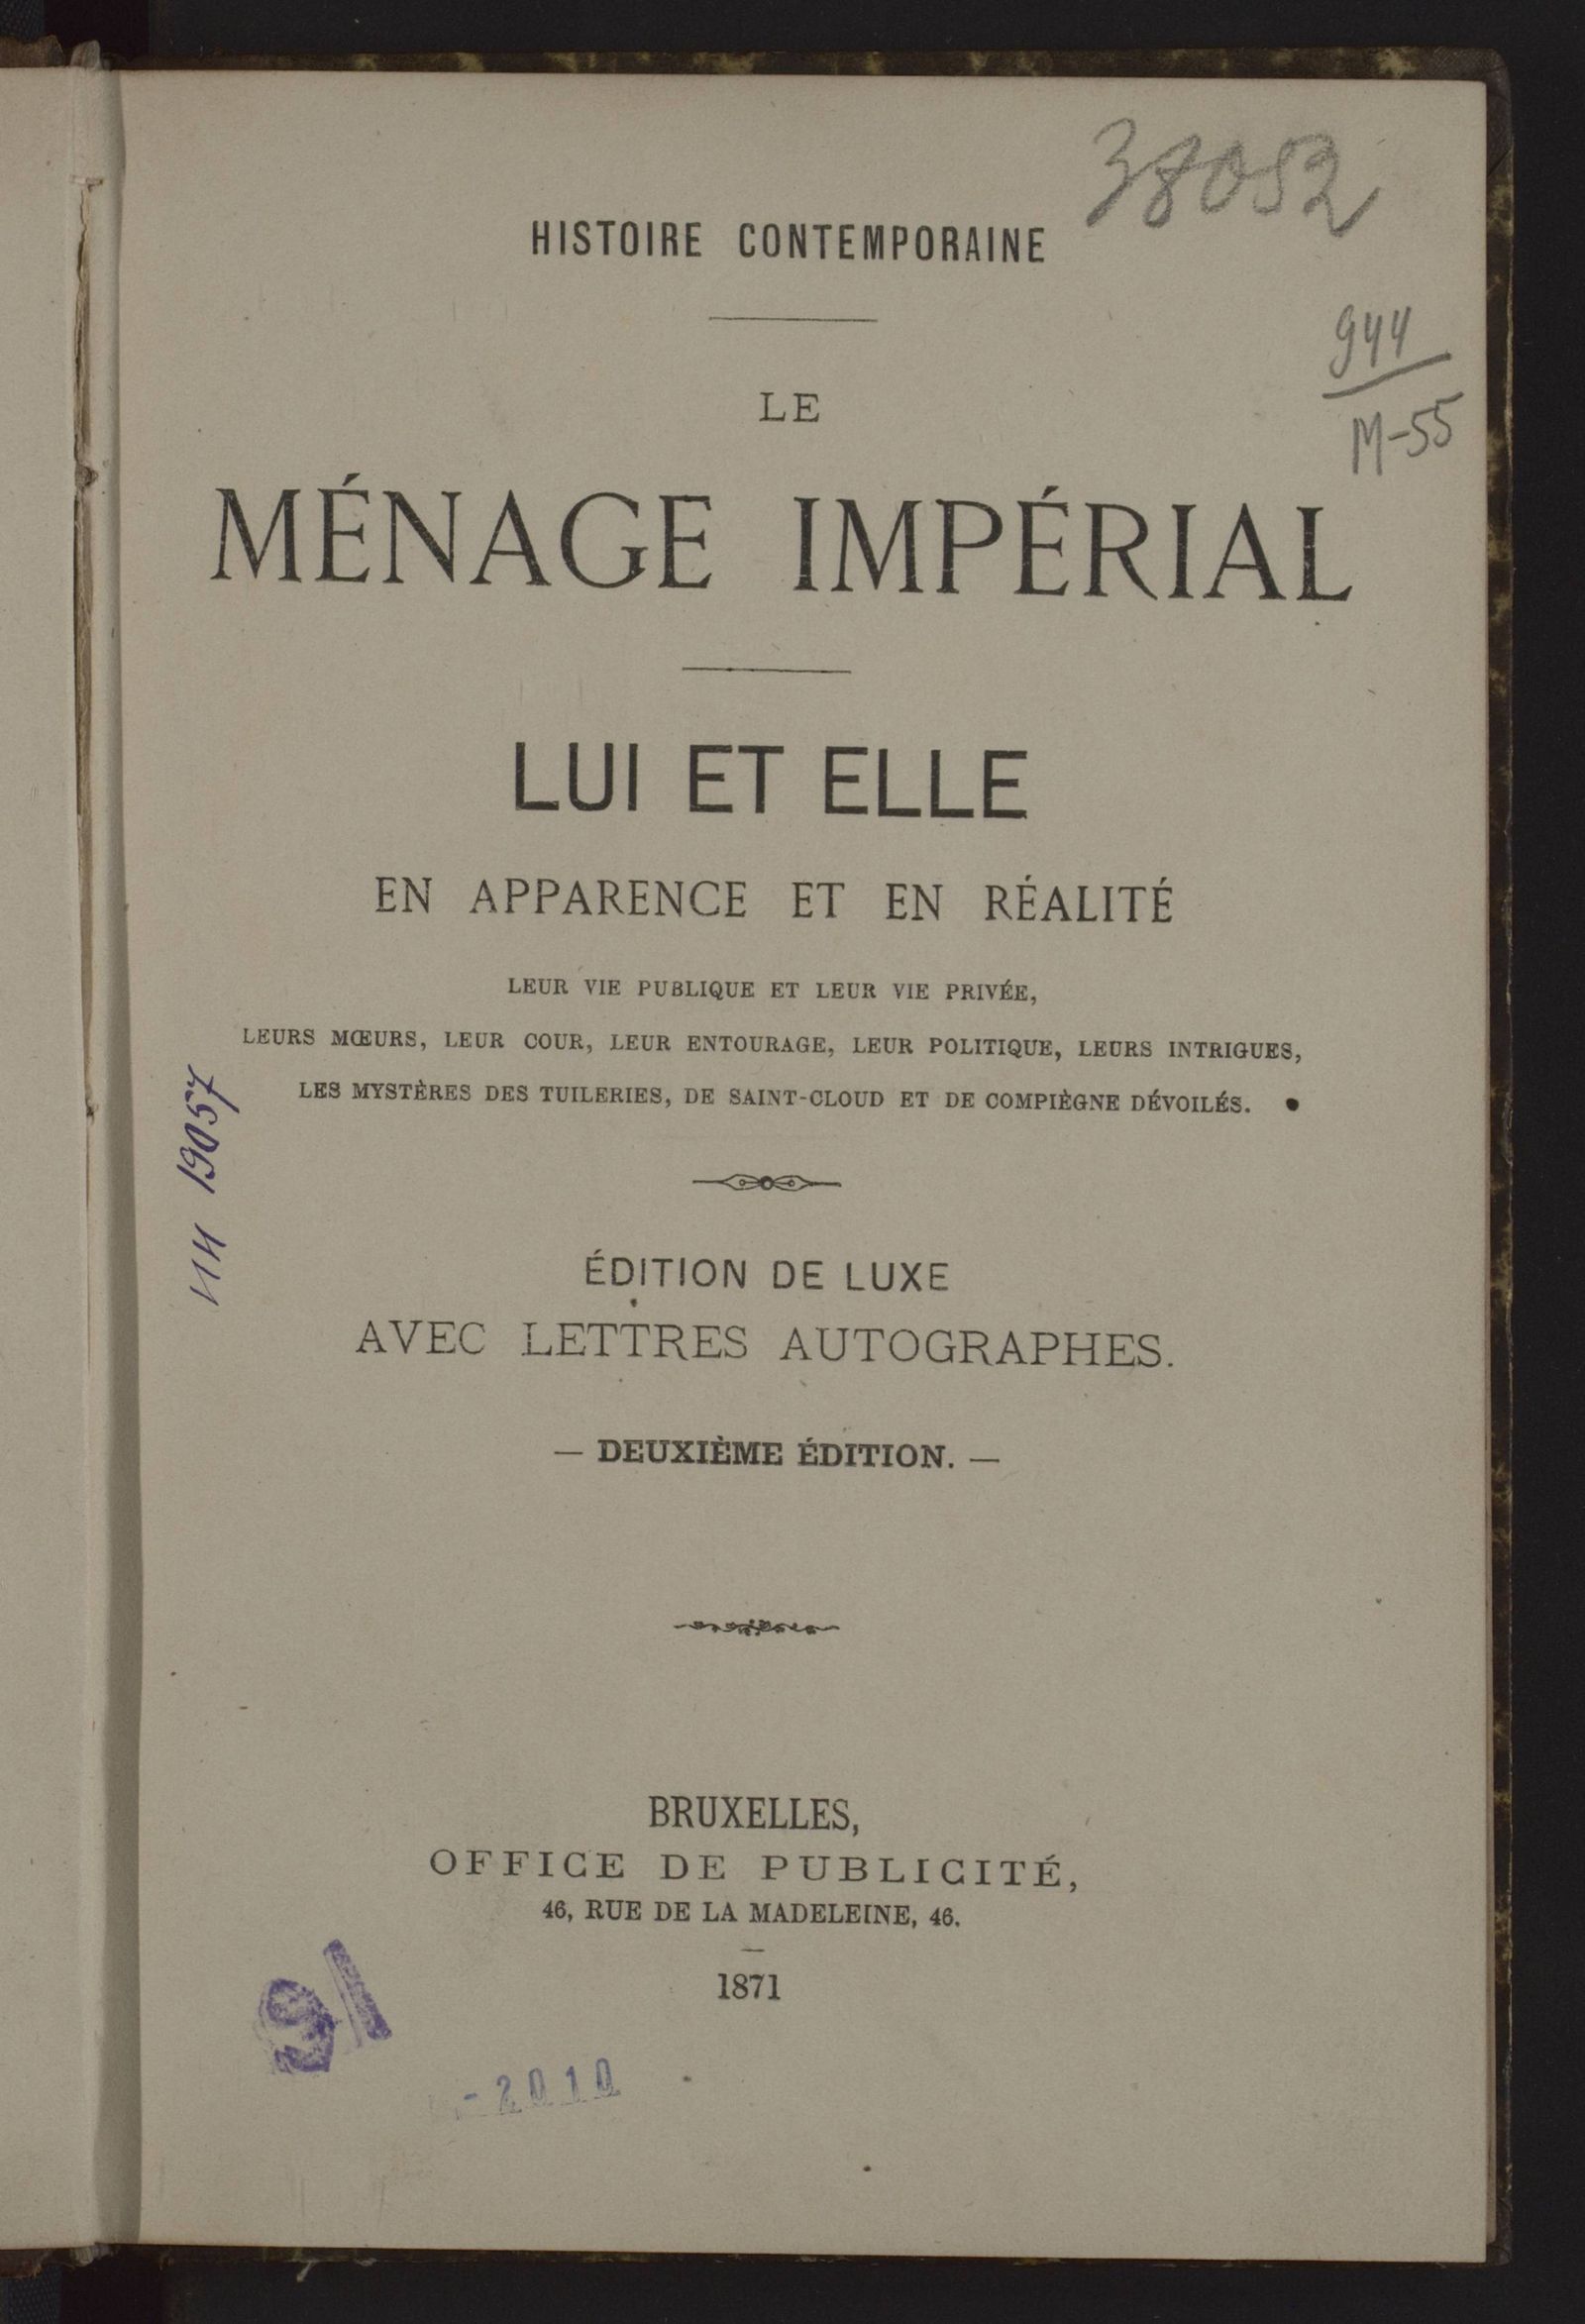 38052
HISTOIRE CONTEMPORAINE
944
M-55
LE
MÉNAGE IMPÉRIAL
LUI ET ELLE
EN APPARENCE ET EN RÉALITÉ
LEUR VIE PUBLIQUE ET LEUR VIE PRIVÉE,
LEURS MŒURS, LEUR COUR, LEUR ENTOURAGE, LEUR POLITIQUE, LEURS INTRIGUES,
LES MYSTÈRES DES TUILERIES, DE SAINT-CLOUD ET DE COMPIÈGNE DÉVOILÉS.
ИН 19057
ÉDITION DE LUXE
AVEC LETTRES AUTOGRAPHES.
— DEUXIÈME ÉDITION. —
BRUXELLES,
OFFICE DE PUBLICITÉ,
46, RUE DE LA MADELEINE, 46.
1871
- 2010